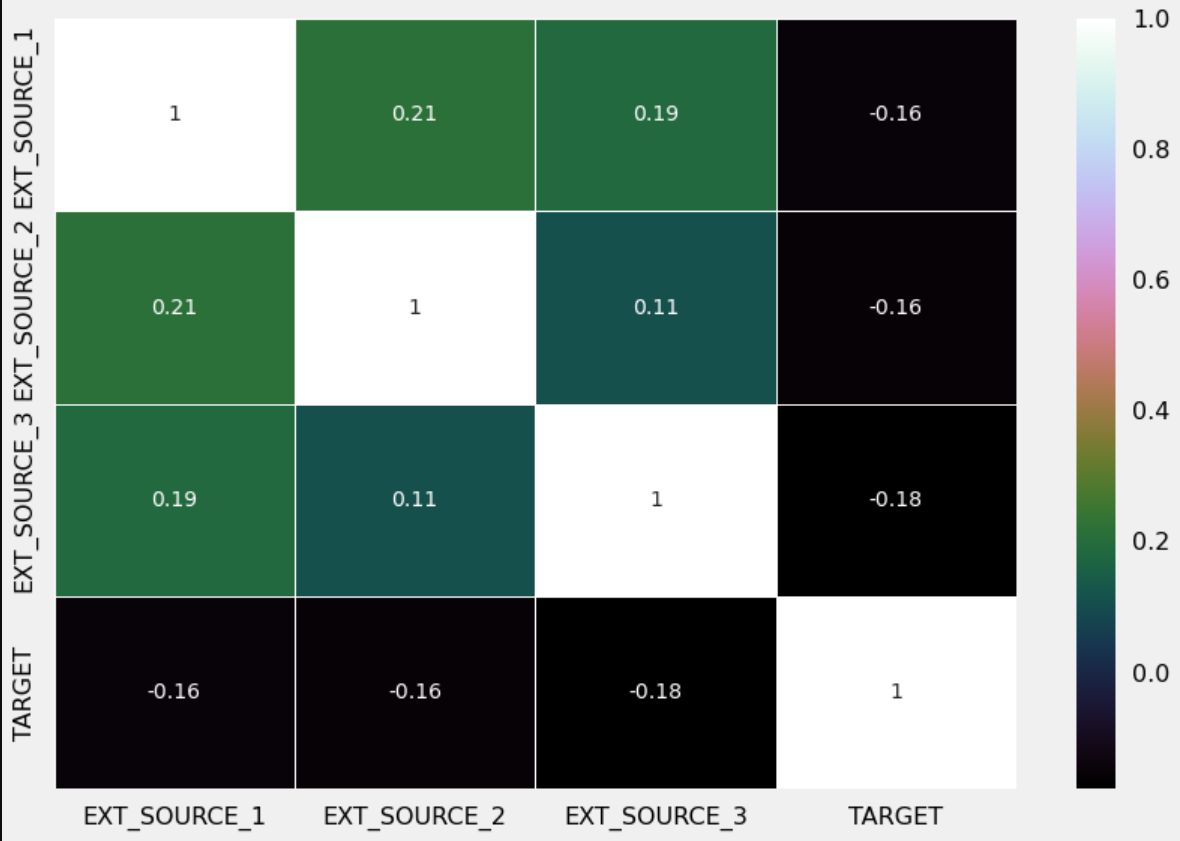 EXT_SOURCE_1
1
0.21
0.19
-0.16
EXT_SOURCE_2
0.21
1
0.11
-0.16
EXT_SOURCE_3
0.19
0.11
1
-0.18
TARGET
-0.16
-0.16
-0.18
1
EXT_SOURCE_1
EXT_SOURCE_2
EXT_SOURCE_3
TARGET
1.0
0.8
0.6
0.4
0.2
0.0